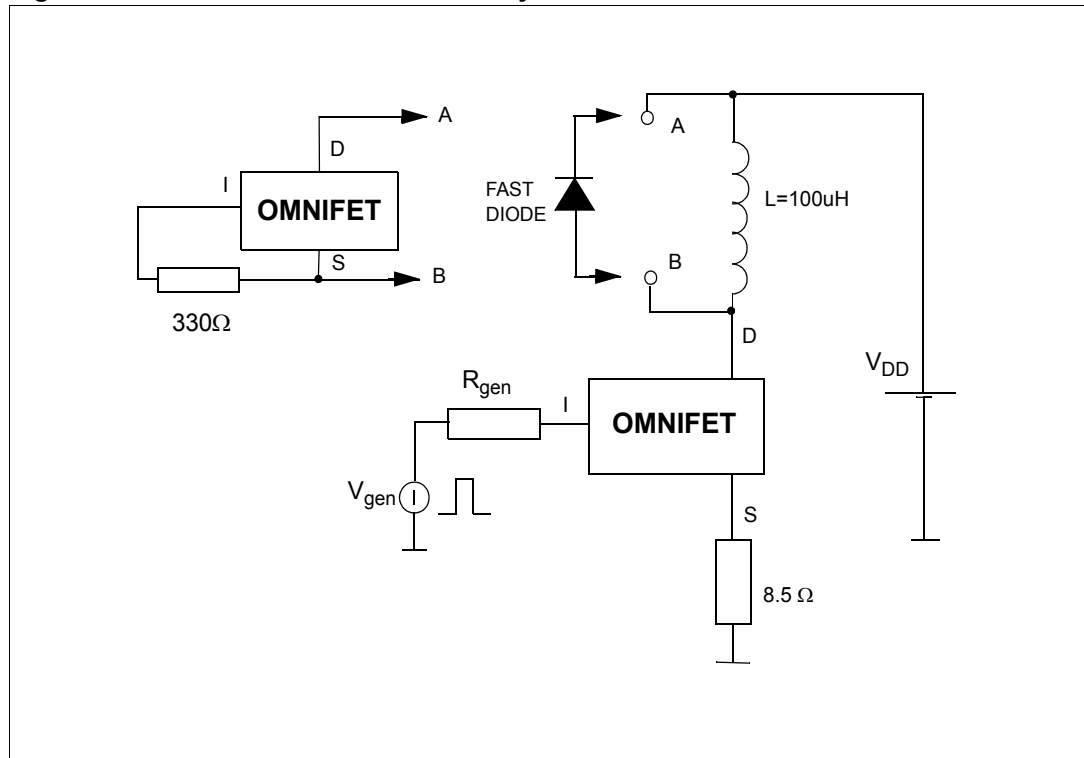 A
D
I
OMNIFET
S
B
330Ω
FAST
DIODE
A
B
L=100uH
D
V_DD
R_gen
I
OMNIFET
V_gen
I
S
8.5 Ω